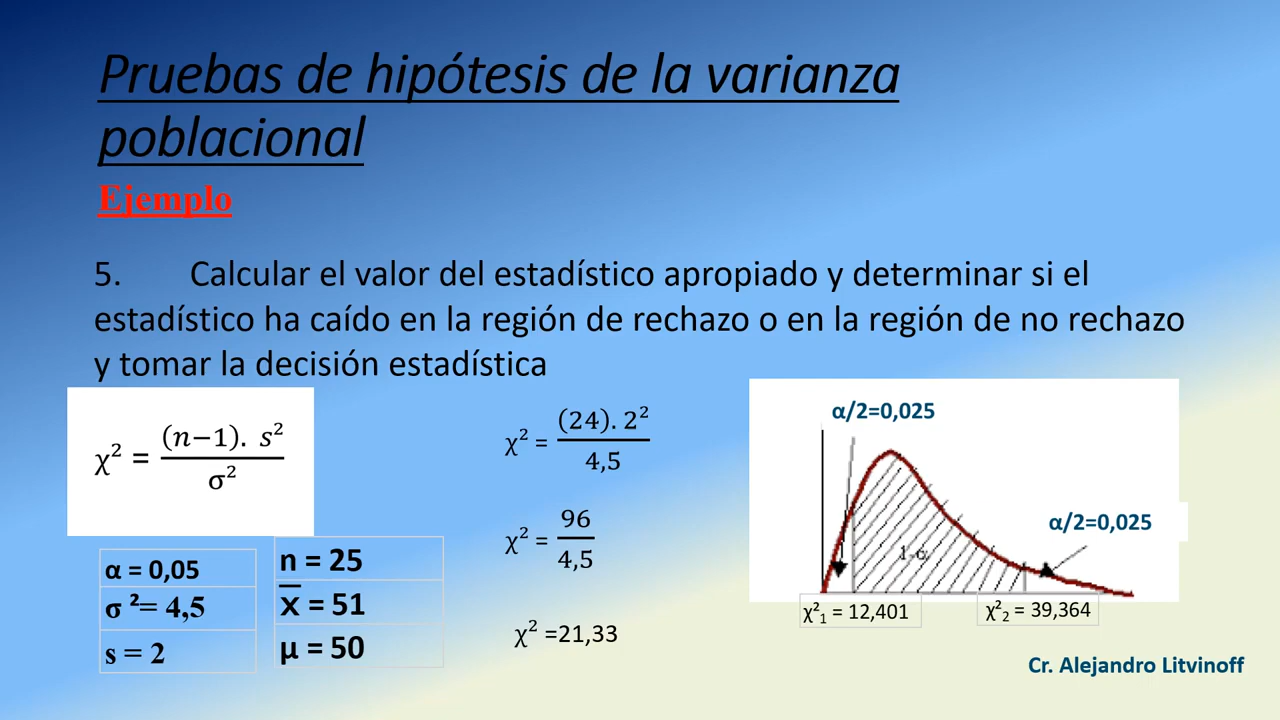 Pruebas de hipótesis de la varianza
poblacional
Ejemplo
5. Calcular el valor del estadístico apropiado y determinar si el
estadístico ha caído en la región de rechazo o en la región de no rechazo
y tomar la decisión estadística
χ² = (n−1). s² / σ²
α = 0,05
σ ²= 4,5
s = 2
n = 25
x̅ = 51
μ = 50
χ² = (24). 2² / 4,5
χ² = 96 / 4,5
χ² =21,33
α/2=0,025
α/2=0,025
1-α
χ²₁ = 12,401
χ²₂ = 39,364
Cr. Alejandro Litvinoff